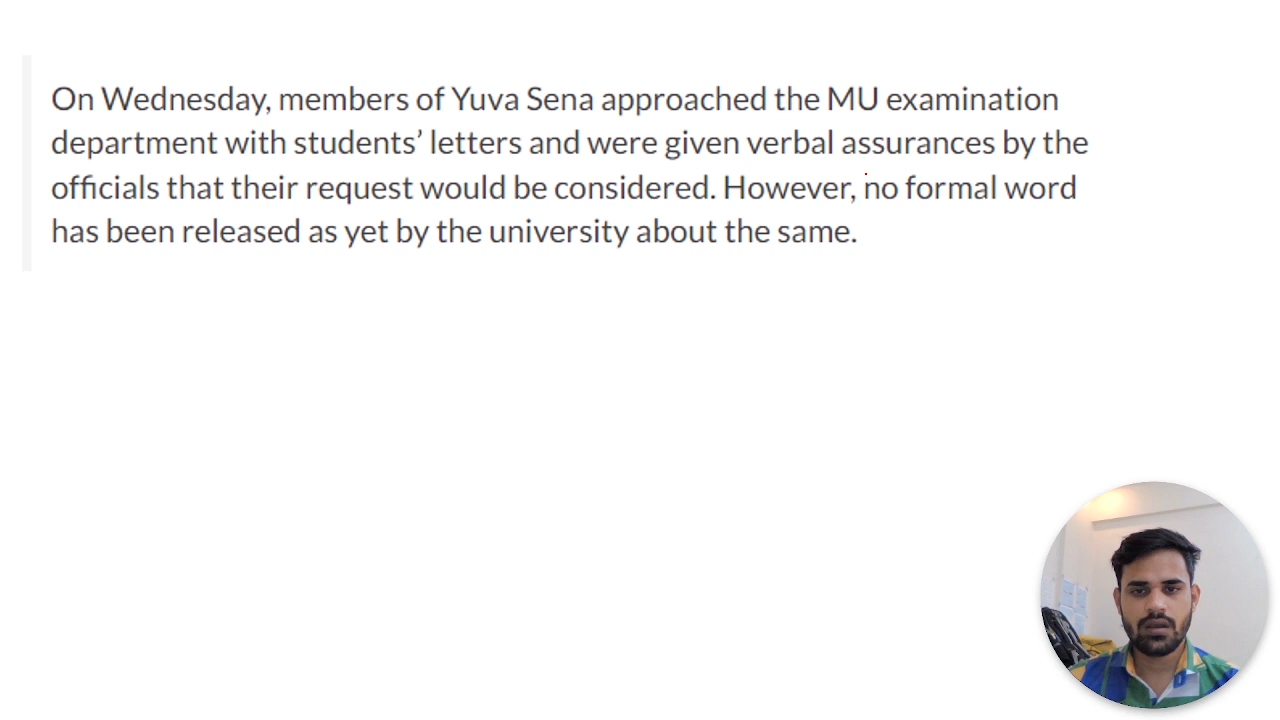 On Wednesday, members of Yuva Sena approached the MU examination
department with students’ letters and were given verbal assurances by the
officials that their request would be considered. However, no formal word
has been released as yet by the university about the same.